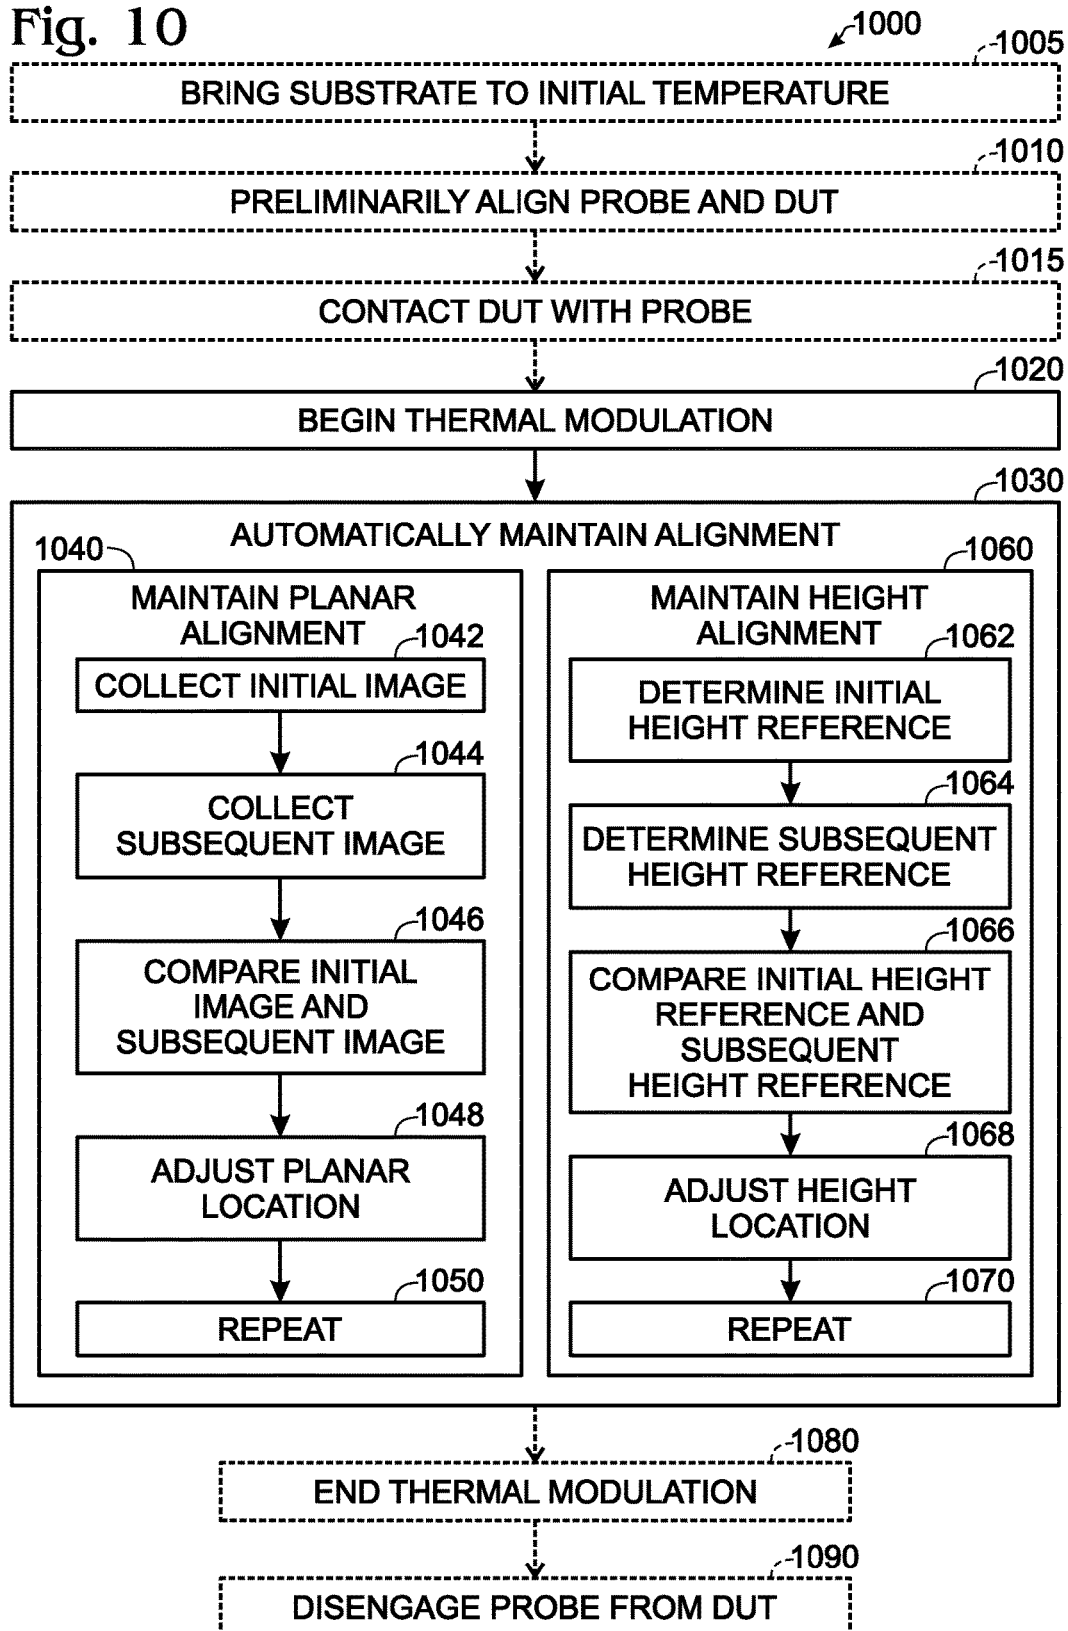 Fig. 10
1000
1005
BRING SUBSTRATE TO INITIAL TEMPERATURE
1010
PRELIMINARILY ALIGN PROBE AND DUT
1015
CONTACT DUT WITH PROBE
1020
BEGIN THERMAL MODULATION
1030
AUTOMATICALLY MAINTAIN ALIGNMENT
1040
MAINTAIN PLANAR
ALIGNMENT
1042
COLLECT INITIAL IMAGE
1044
COLLECT
SUBSEQUENT IMAGE
1046
COMPARE INITIAL
IMAGE AND
SUBSEQUENT IMAGE
1048
ADJUST PLANAR
LOCATION
1050
REPEAT
1060
MAINTAIN HEIGHT
ALIGNMENT
1062
DETERMINE INITIAL
HEIGHT REFERENCE
1064
DETERMINE SUBSEQUENT
HEIGHT REFERENCE
1066
COMPARE INITIAL HEIGHT
REFERENCE AND
SUBSEQUENT
HEIGHT REFERENCE
1068
ADJUST HEIGHT
LOCATION
1070
REPEAT
1080
END THERMAL MODULATION
1090
DISENGAGE PROBE FROM DUT